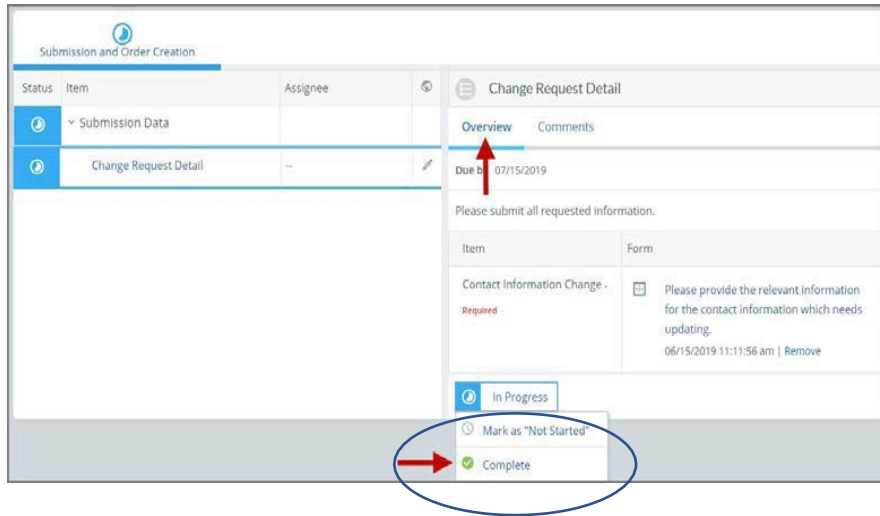 Submission and Order Creation
Status Item Assignee
Submission Data
Change Request Detail --
Change Request Detail
Overview Comments
Due b 07/15/2019
Please submit all requested information.
Item Form
Contact Information Change -
Required
Please provide the relevant information
for the contact information which needs
updating.
06/15/2019 11:11:56 am | Remove
In Progress
Mark as "Not Started"
Complete